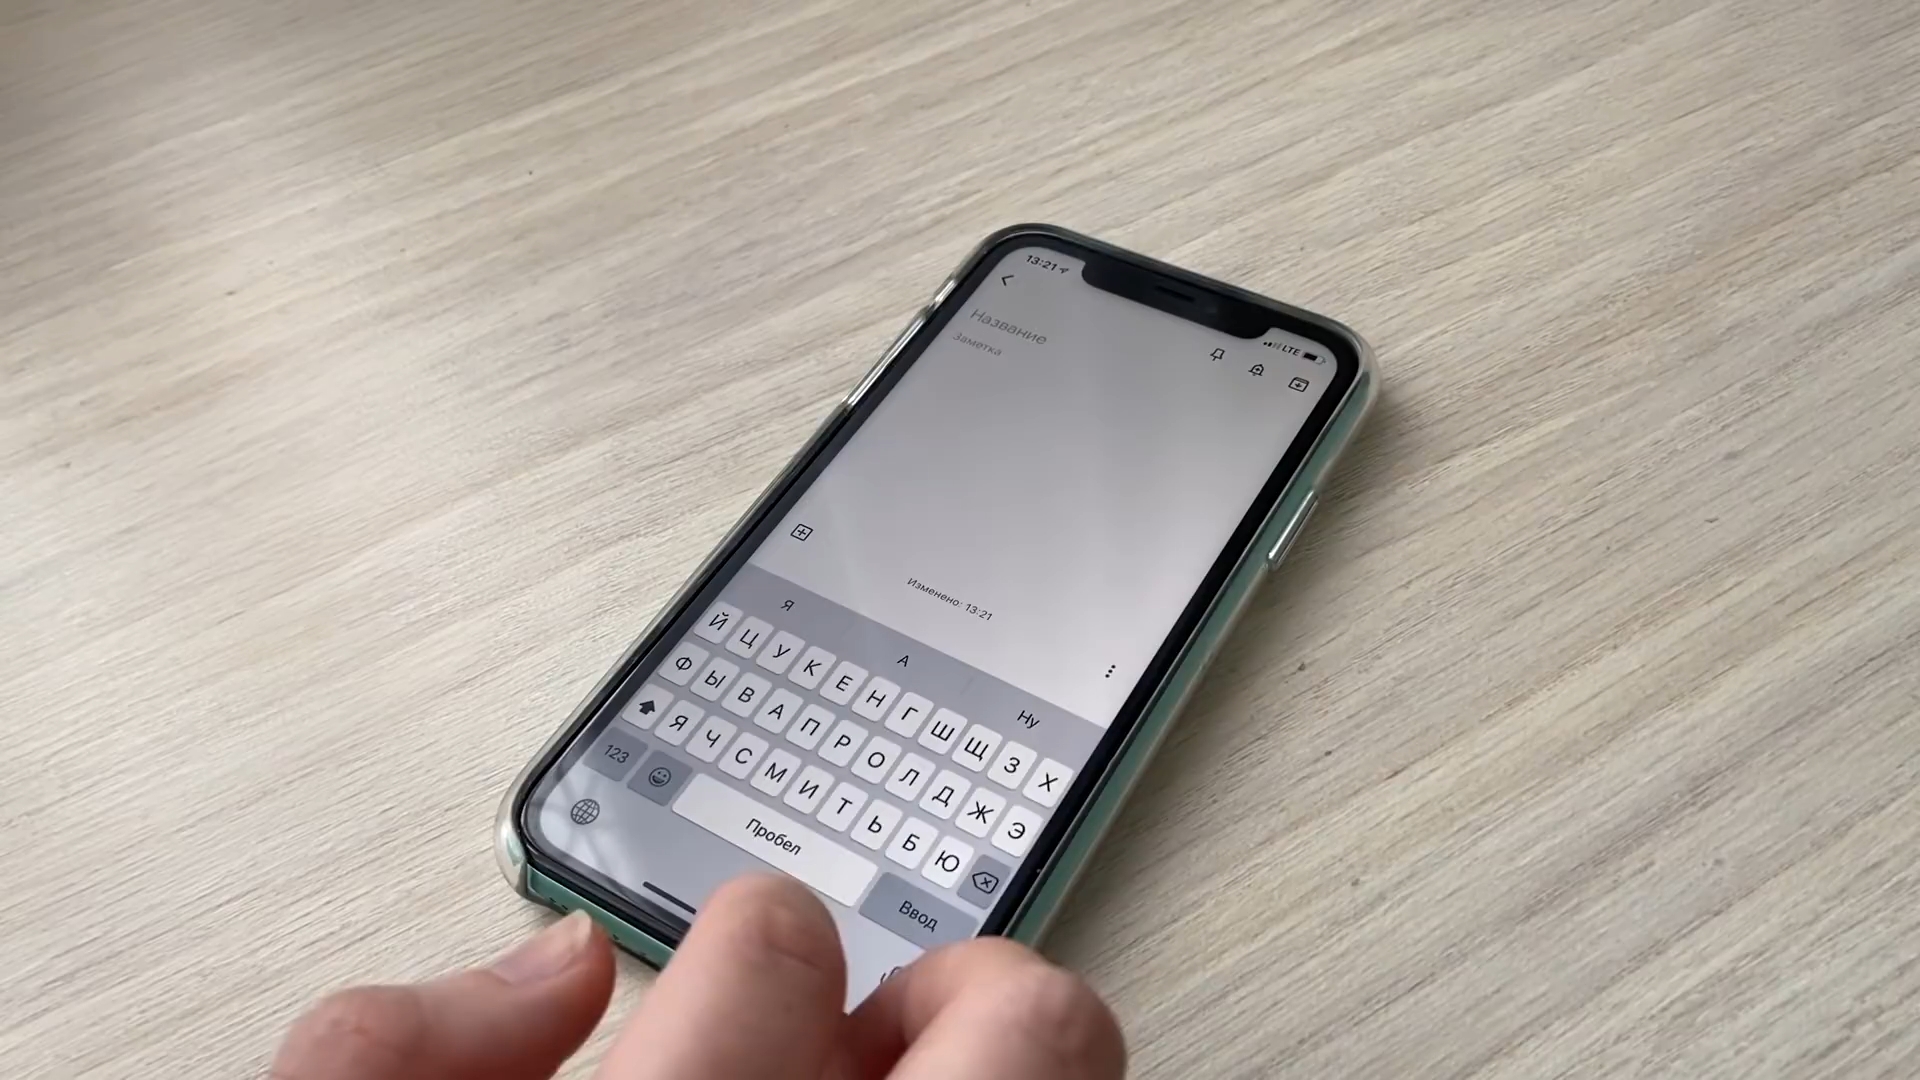 13:21
LTE
Название
Заметка
Изменено: 13:21
Я А Ну
Й Ц У К Е Н Г Ш Щ З Х
Ф Ы В А П Р О Л Д Ж Э
Я Ч С М И Т Ь Б Ю
123 Пробел Ввод